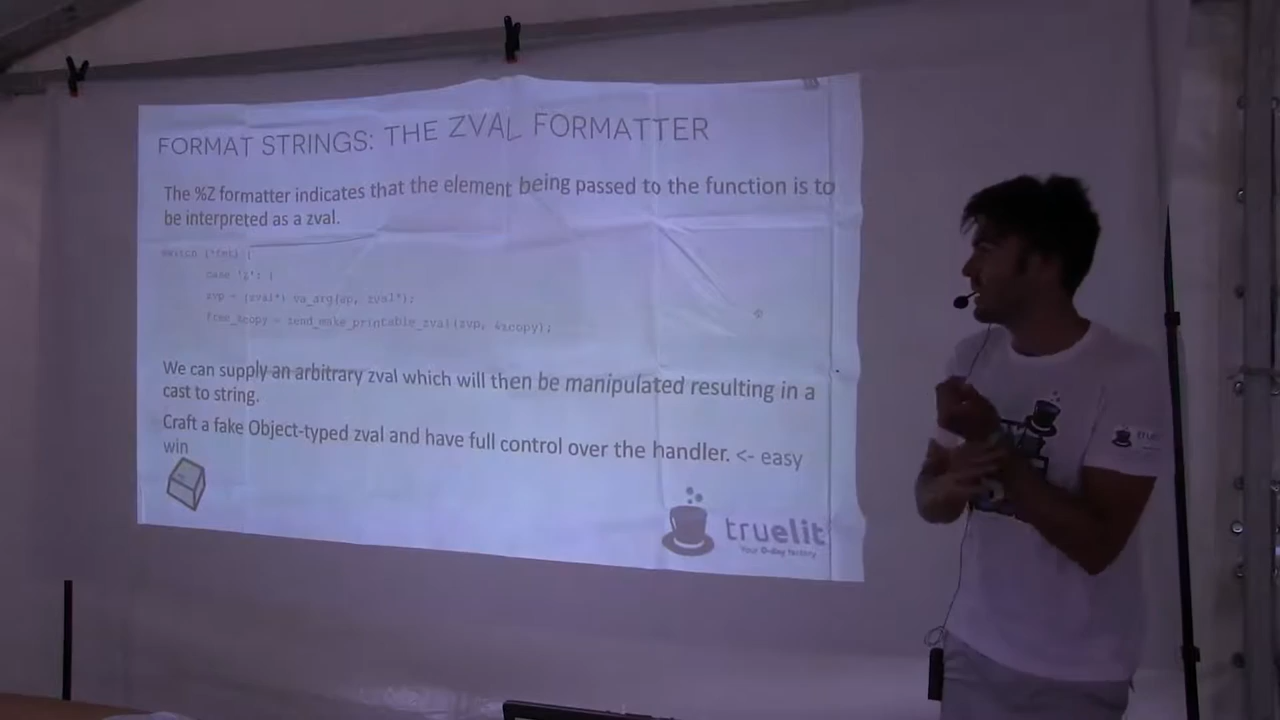 FORMAT STRINGS: THE ZVAL FORMATTER
The %Z formatter indicates that the element being passed to the function is to
be interpreted as a zval.
switch (*fmt) {
case 'Z': {
zvp = (zval*) va_arg(ap, zval*);
free_zcopy = zend_make_printable_zval(zvp, &zcopy);
We can supply an arbitrary zval which will then be manipulated resulting in a
cast to string.
Craft a fake Object-typed zval and have full control over the handler. <- easy
win
truelit
Your 0-day factory
true